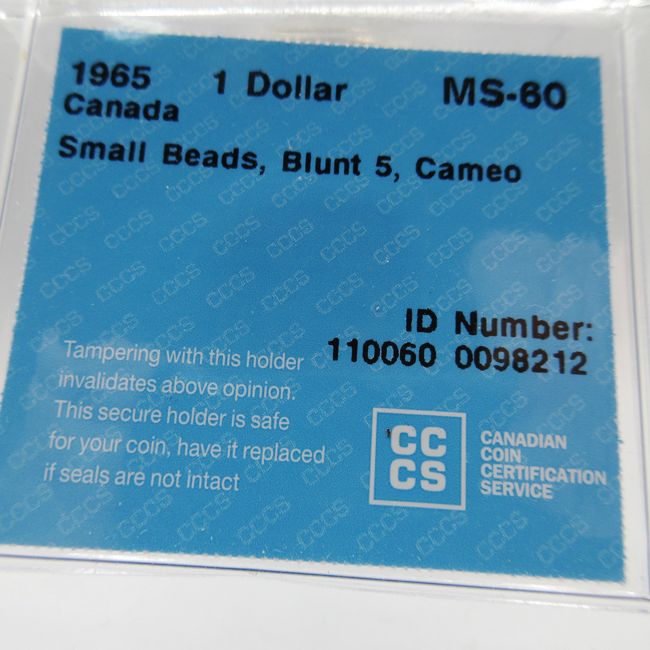 1965 1 Dollar MS-60
Canada
Small Beads, Blunt 5, Cameo
ID Number:
110060 0098212
Tampering with this holder
invalidates above opinion.
This secure holder is safe
for your coin, have it replaced
if seals are not intact
CC
CS
CANADIAN
COIN
CERTIFICATION
SERVICE